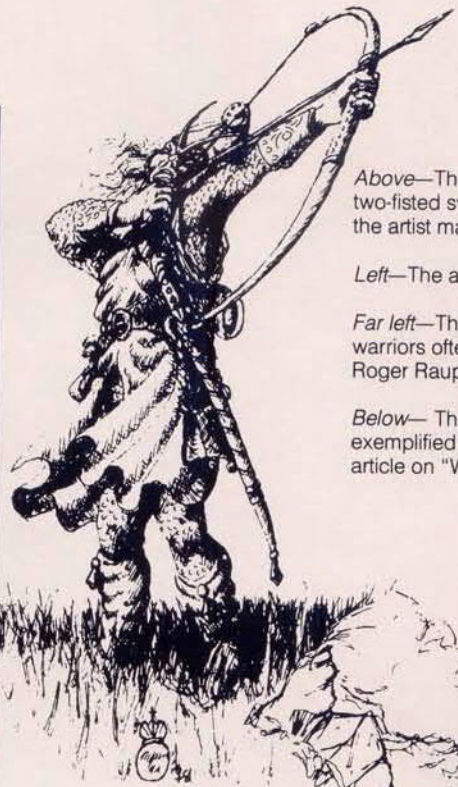 Above—Th
two-fisted sw
the artist ma
Left—The a
Far left—Th
warriors ofte
Roger Raup
Below— Th
exemplified
article on "W